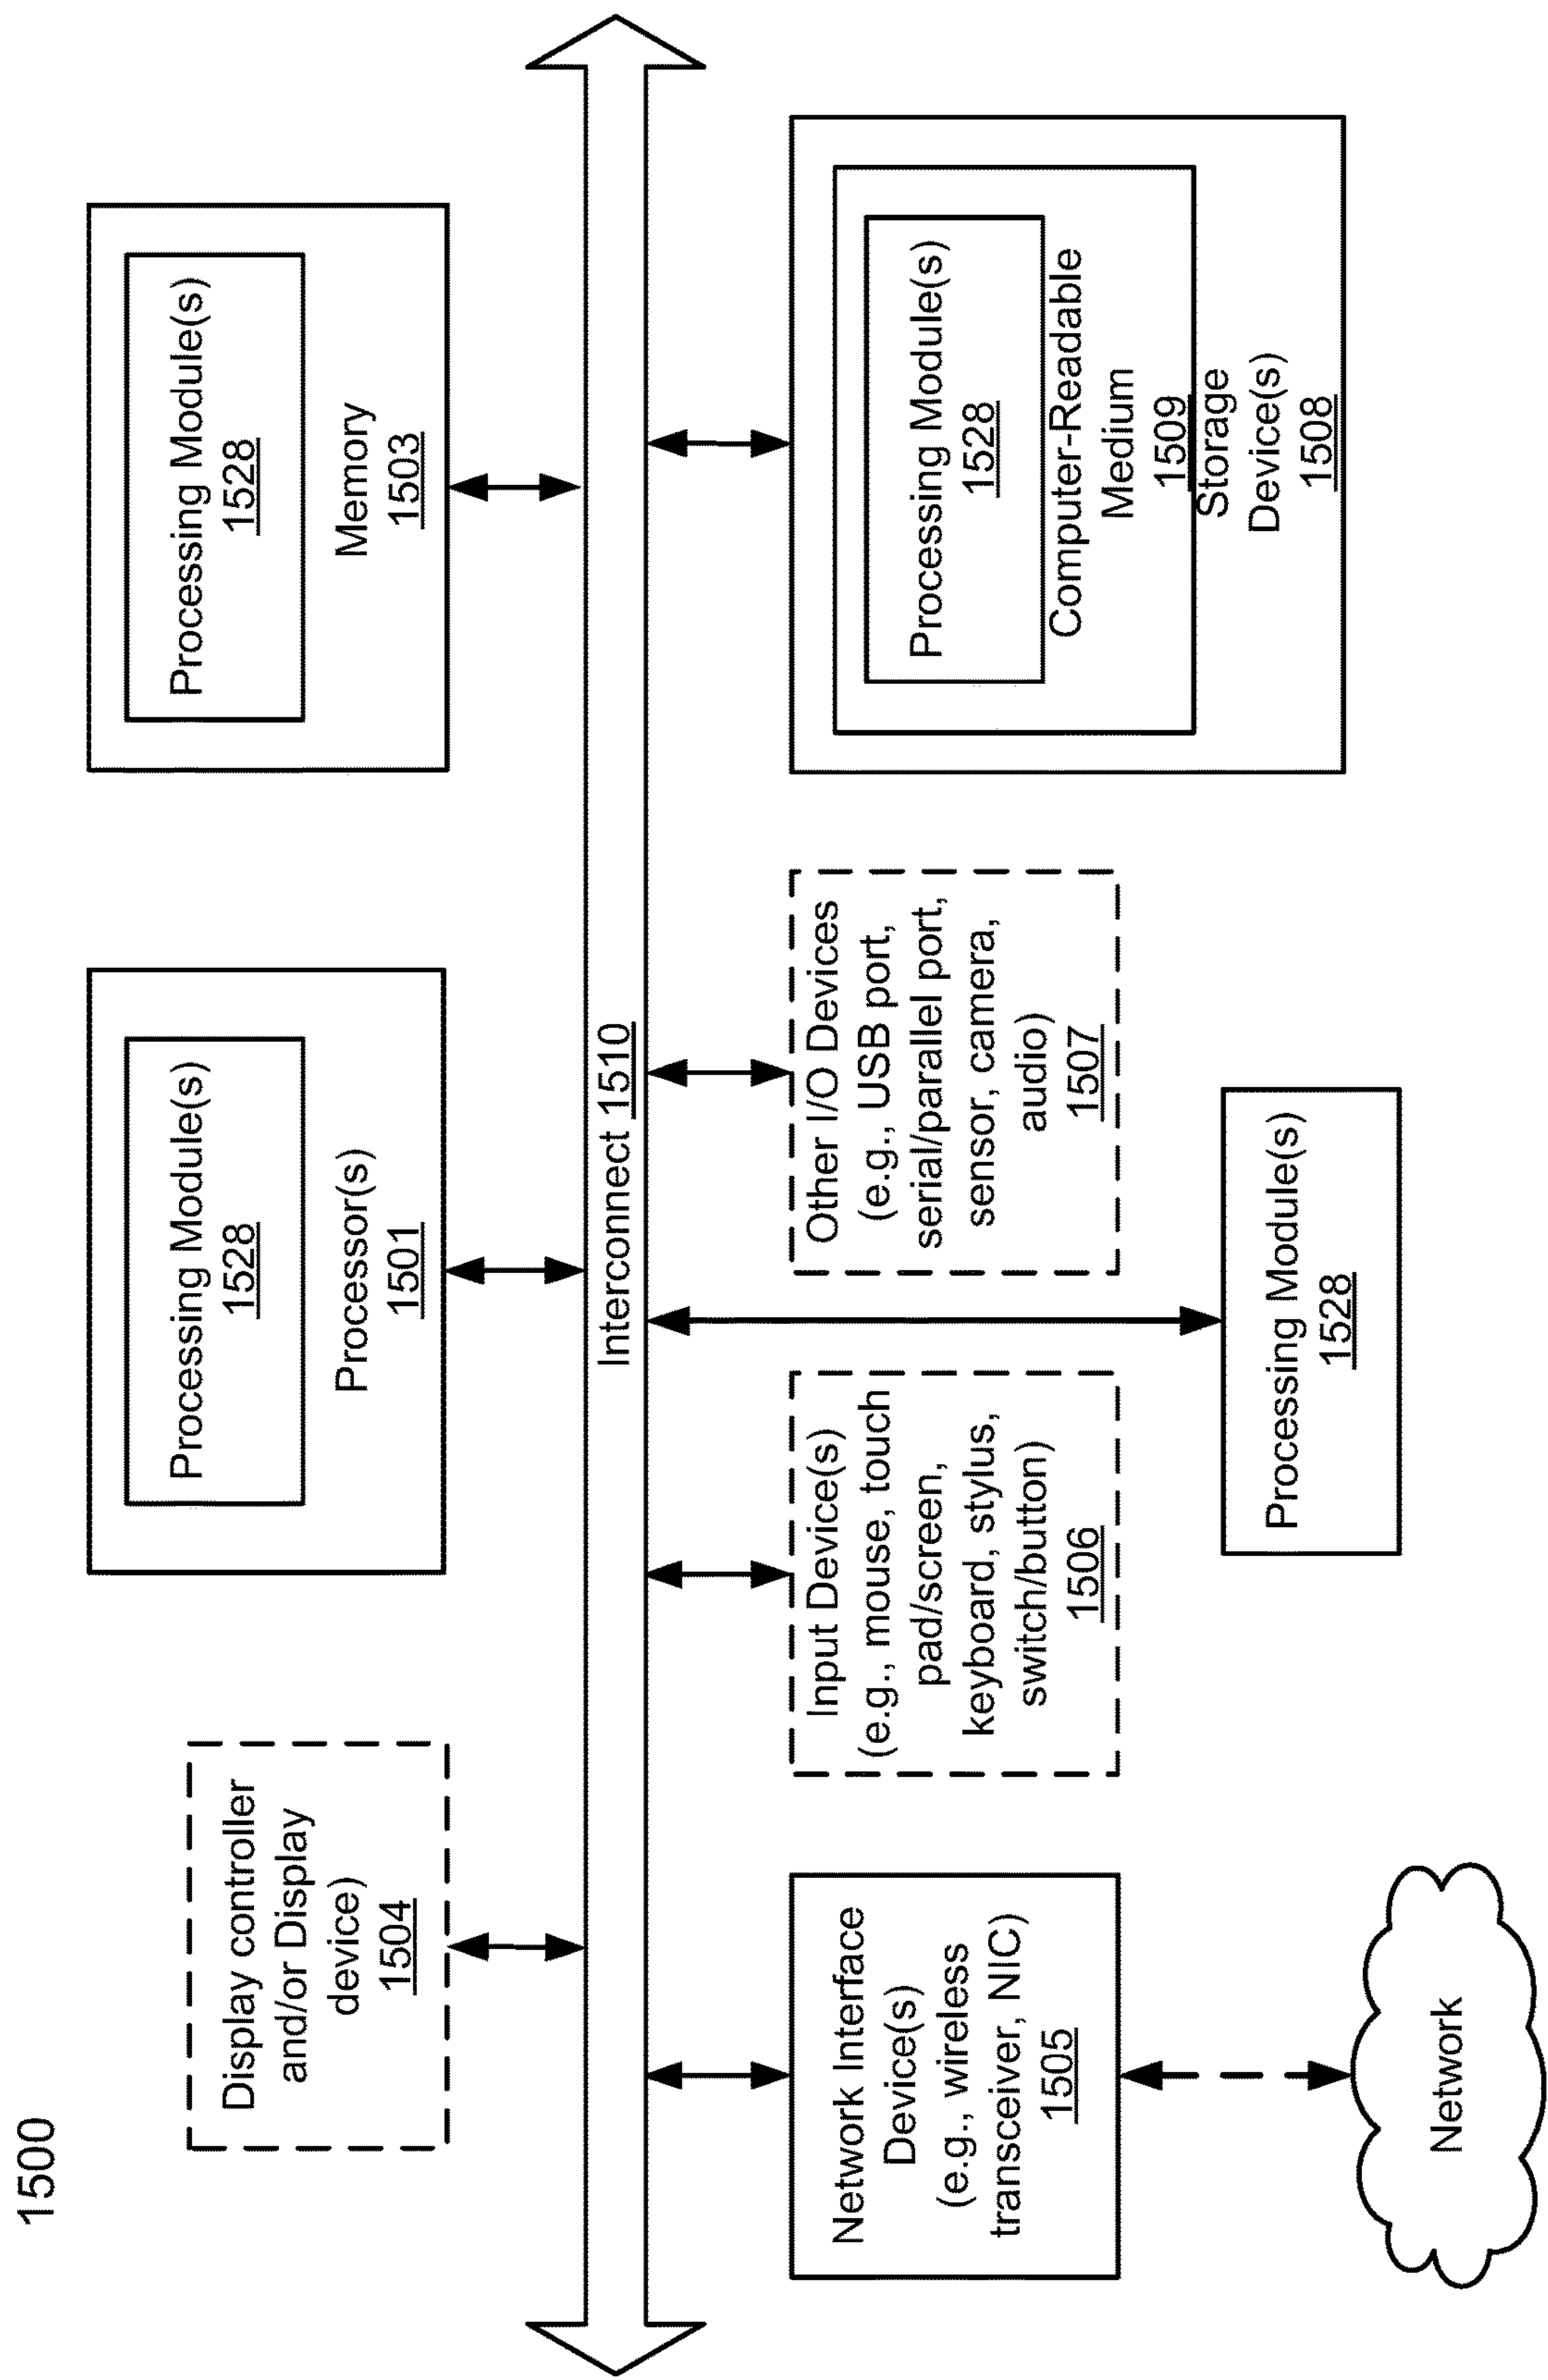 1500
Display controller
and/or Display
device)
1504
Processing Module(s)
1528
Processor(s)
1501
Processing Module(s)
1528
Memory
1503
Interconnect 1510
Network Interface
Device(s)
(e.g., wireless
transceiver, NIC)
1505
Input Device(s)
(e.g., mouse, touch
pad/screen,
keyboard, stylus,
switch/button)
1506
Other I/O Devices
(e.g., USB port,
serial/parallel port,
sensor, camera,
audio)
1507
Processing Module(s)
1528
Computer-Readable
Medium
1509
Storage
Device(s)
1508
Processing Module(s)
1528
Network